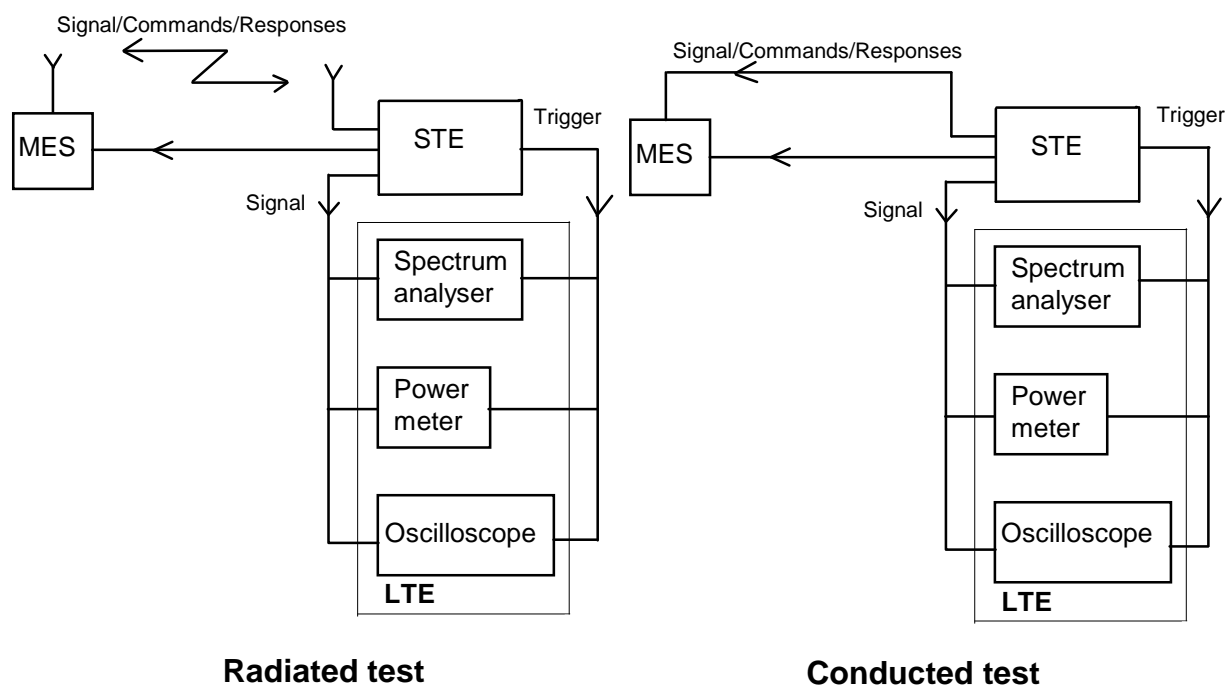 Signal/Commands/Responses
MES
STE
Trigger
Signal
Spectrum
analyser
Power
meter
Oscilloscope
LTE
Radiated test
Signal/Commands/Responses
MES
STE
Trigger
Signal
Spectrum
analyser
Power
meter
Oscilloscope
LTE
Conducted test